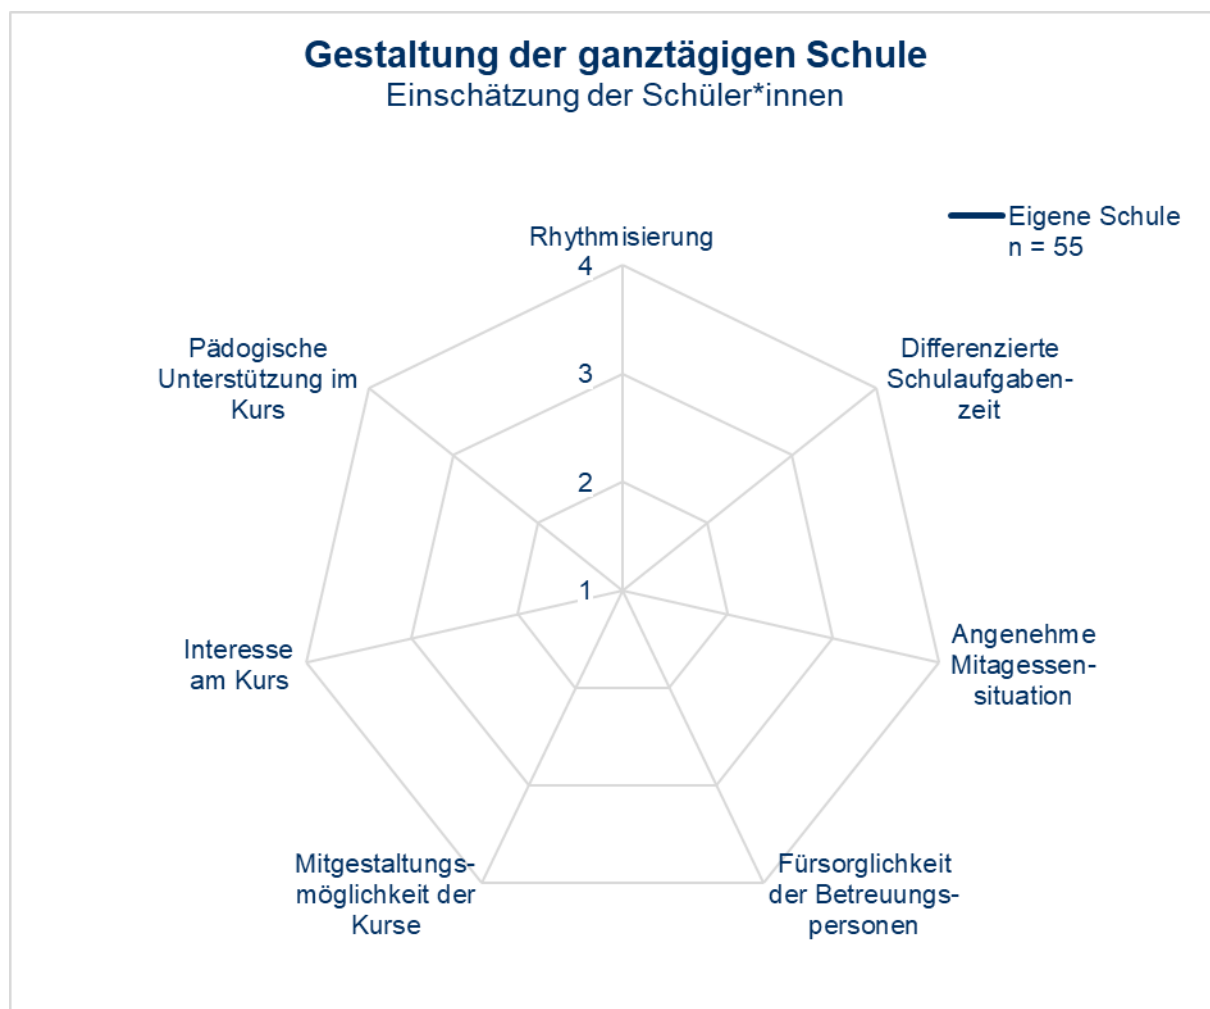 Gestaltung der ganztägigen Schule
Einschätzung der Schüler*innen
Eigene Schule
n = 55
Rhythmisierung
4
3
2
1
Differenzierte
Schulaufgaben-
zeit
Angenehme
Mitagessen-
situation
Fürsorglichkeit
der Betreuungs-
personen
Mitgestaltungs-
möglichkeit der
Kurse
Interesse
am Kurs
Pädogische
Unterstützung im
Kurs